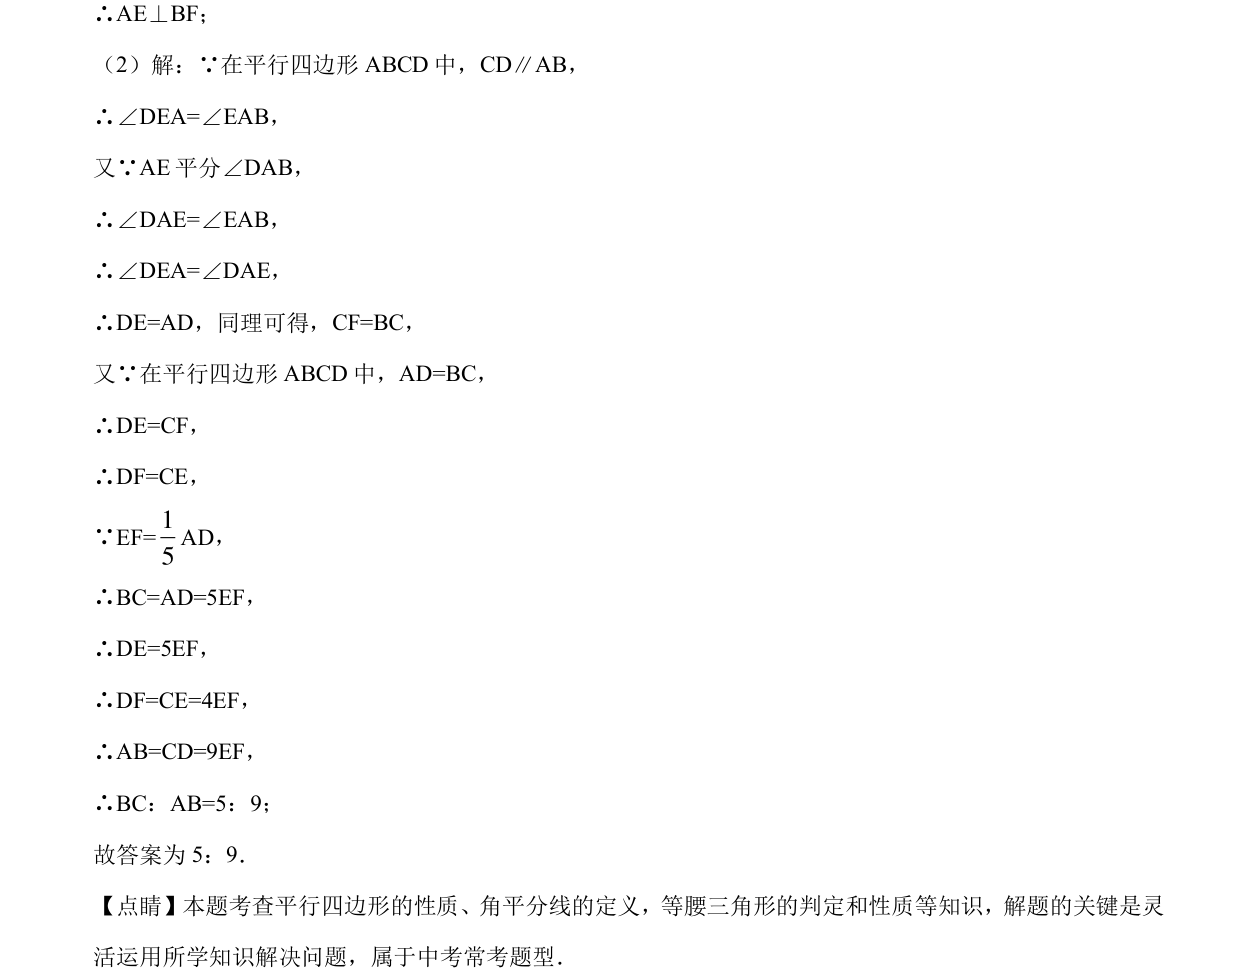 ∴AE⊥BF；
（2）解：∵在平行四边形 ABCD 中，CD∥AB，
∴∠DEA=∠EAB，
又∵AE 平分∠DAB，
∴∠DAE=∠EAB，
∴∠DEA=∠DAE，
∴DE=AD，同理可得，CF=BC，
又∵在平行四边形 ABCD 中，AD=BC，
∴DE=CF，
∴DF=CE，
∵EF=1/5 AD，
∴BC=AD=5EF，
∴DE=5EF，
∴DF=CE=4EF，
∴AB=CD=9EF，
∴BC：AB=5：9；
故答案为 5：9．
【点睛】本题考查平行四边形的性质、角平分线的定义，等腰三角形的判定和性质等知识，解题的关键是灵
活运用所学知识解决问题，属于中考常考题型．